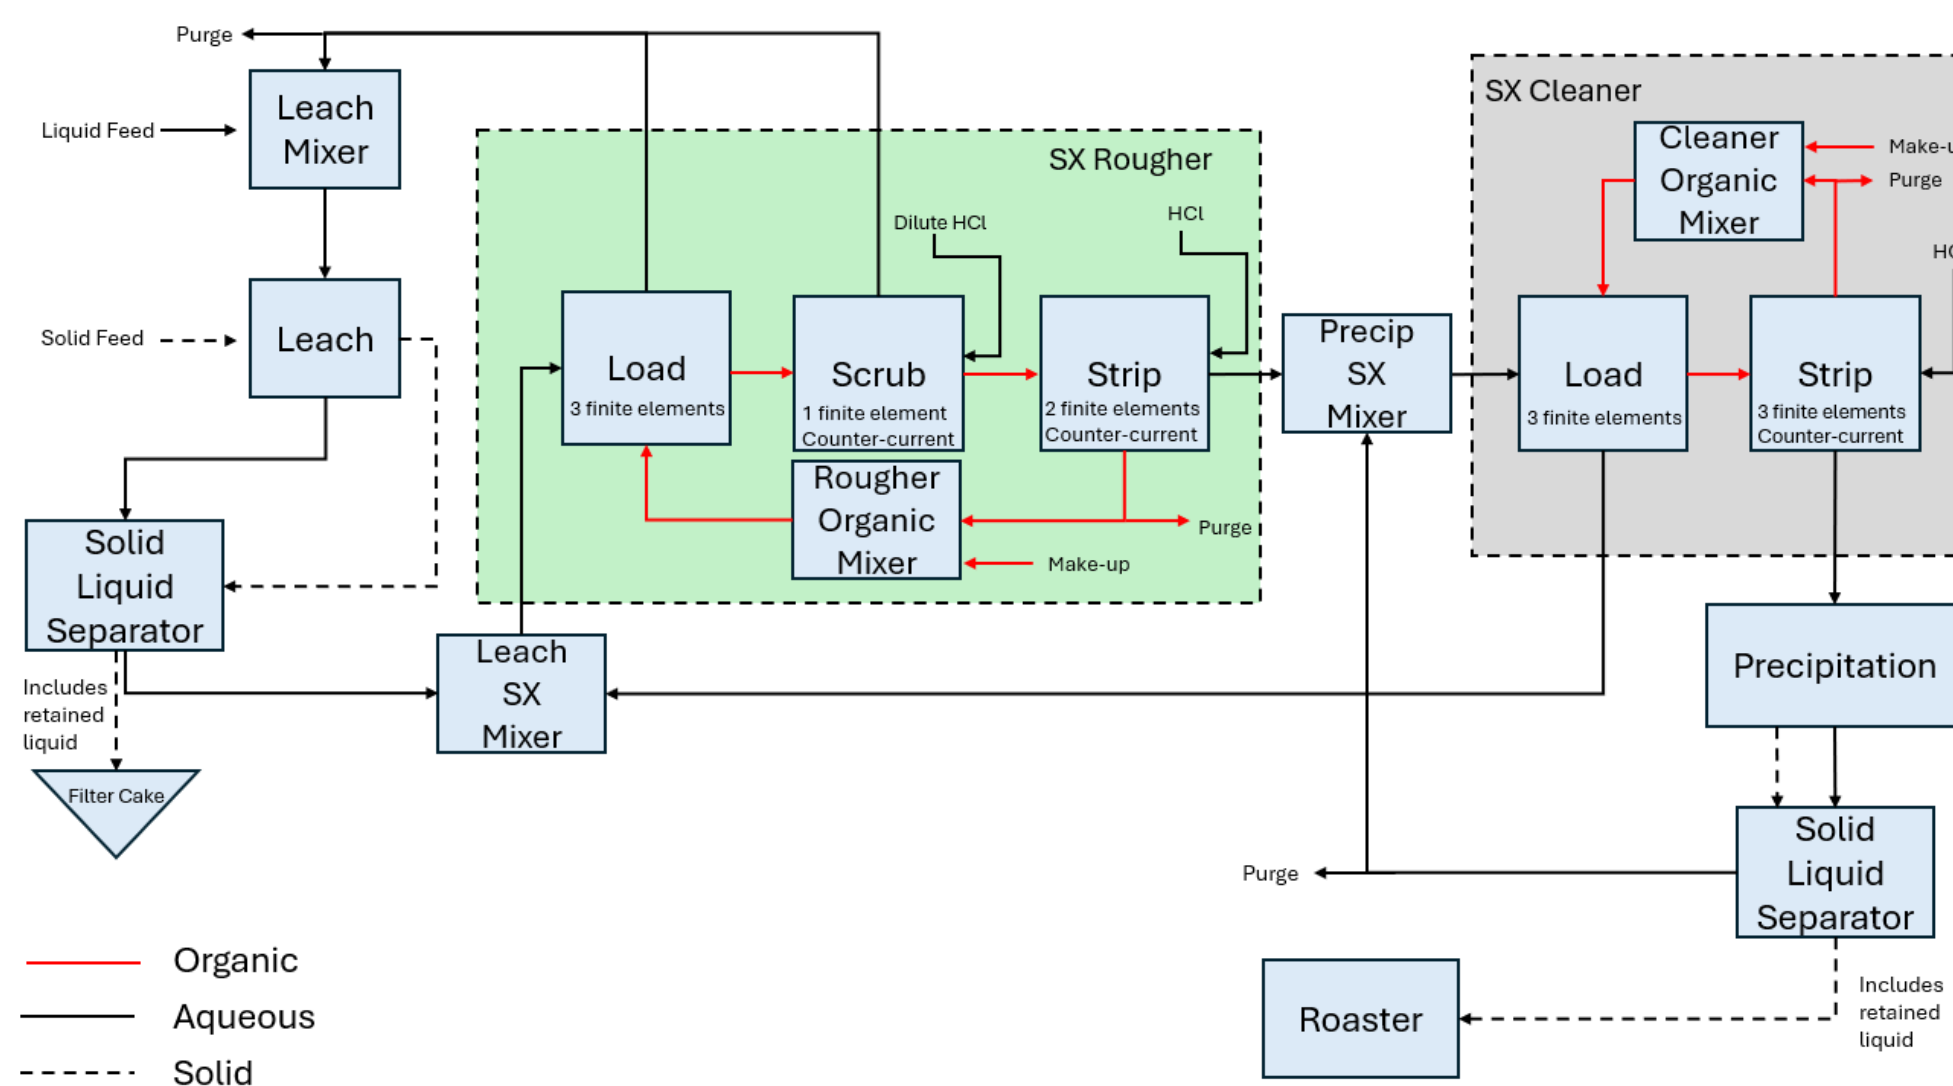 Purge
Leach
Mixer
Liquid Feed
Solid Feed
Leach
Solid
Liquid
Separator
Includes
retained
liquid
Filter Cake
SX Rougher
Dilute HCl
HCl
Load
3 finite elements
Scrub
1 finite element
Counter-current
Strip
2 finite elements
Counter-current
Rougher
Organic
Mixer
Purge
Make-up
Leach
SX
Mixer
Precip
SX
Mixer
SX Cleaner
Cleaner
Organic
Mixer
Make-u
Purge
HC
Load
3 finite elements
Strip
3 finite elements
Counter-current
Precipitation
Solid
Liquid
Separator
Purge
Includes
retained
liquid
Roaster
Organic
Aqueous
Solid